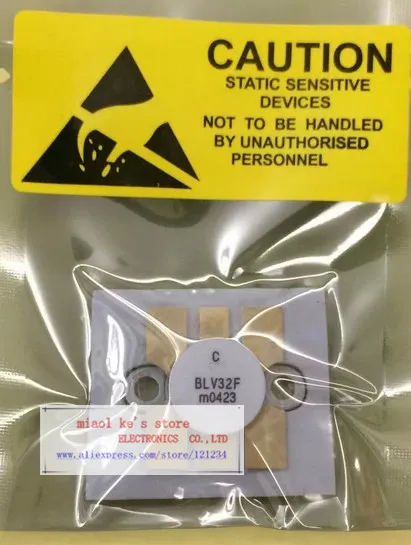 CAUTION
STATIC SENSITIVE
DEVICES
NOT TO BE HANDLED
BY UNAUTHORISED
PERSONNEL
C
BLV32F
m0423
miaol ke's store
ELECTRONICS CO.,LTD
www.aliexpress.com/store/121234